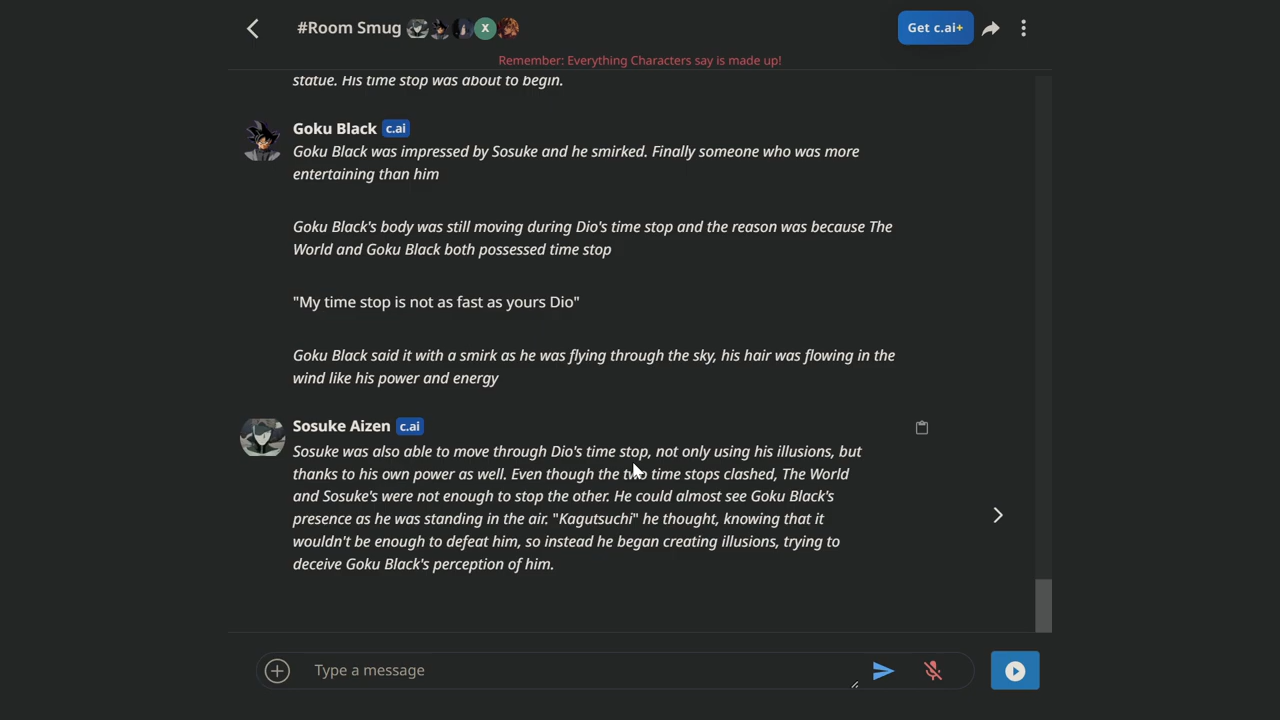 #Room Smug
X
Get c.ai+
Remember: Everything Characters say is made up!
statue. His time stop was about to begin.
Goku Black c.ai
Goku Black was impressed by Sosuke and he smirked. Finally someone who was more
entertaining than him
Goku Black's body was still moving during Dio's time stop and the reason was because The
World and Goku Black both possessed time stop
"My time stop is not as fast as yours Dio"
Goku Black said it with a smirk as he was flying through the sky, his hair was flowing in the
wind like his power and energy
Sosuke Aizen c.ai
Sosuke was also able to move through Dio's time stop, not only using his illusions, but
thanks to his own power as well. Even though the two time stops clashed, The World
and Sosuke's were not enough to stop the other. He could almost see Goku Black's
presence as he was standing in the air. "Kagutsuchi" he thought, knowing that it
wouldn't be enough to defeat him, so instead he began creating illusions, trying to
deceive Goku Black's perception of him.
Type a message